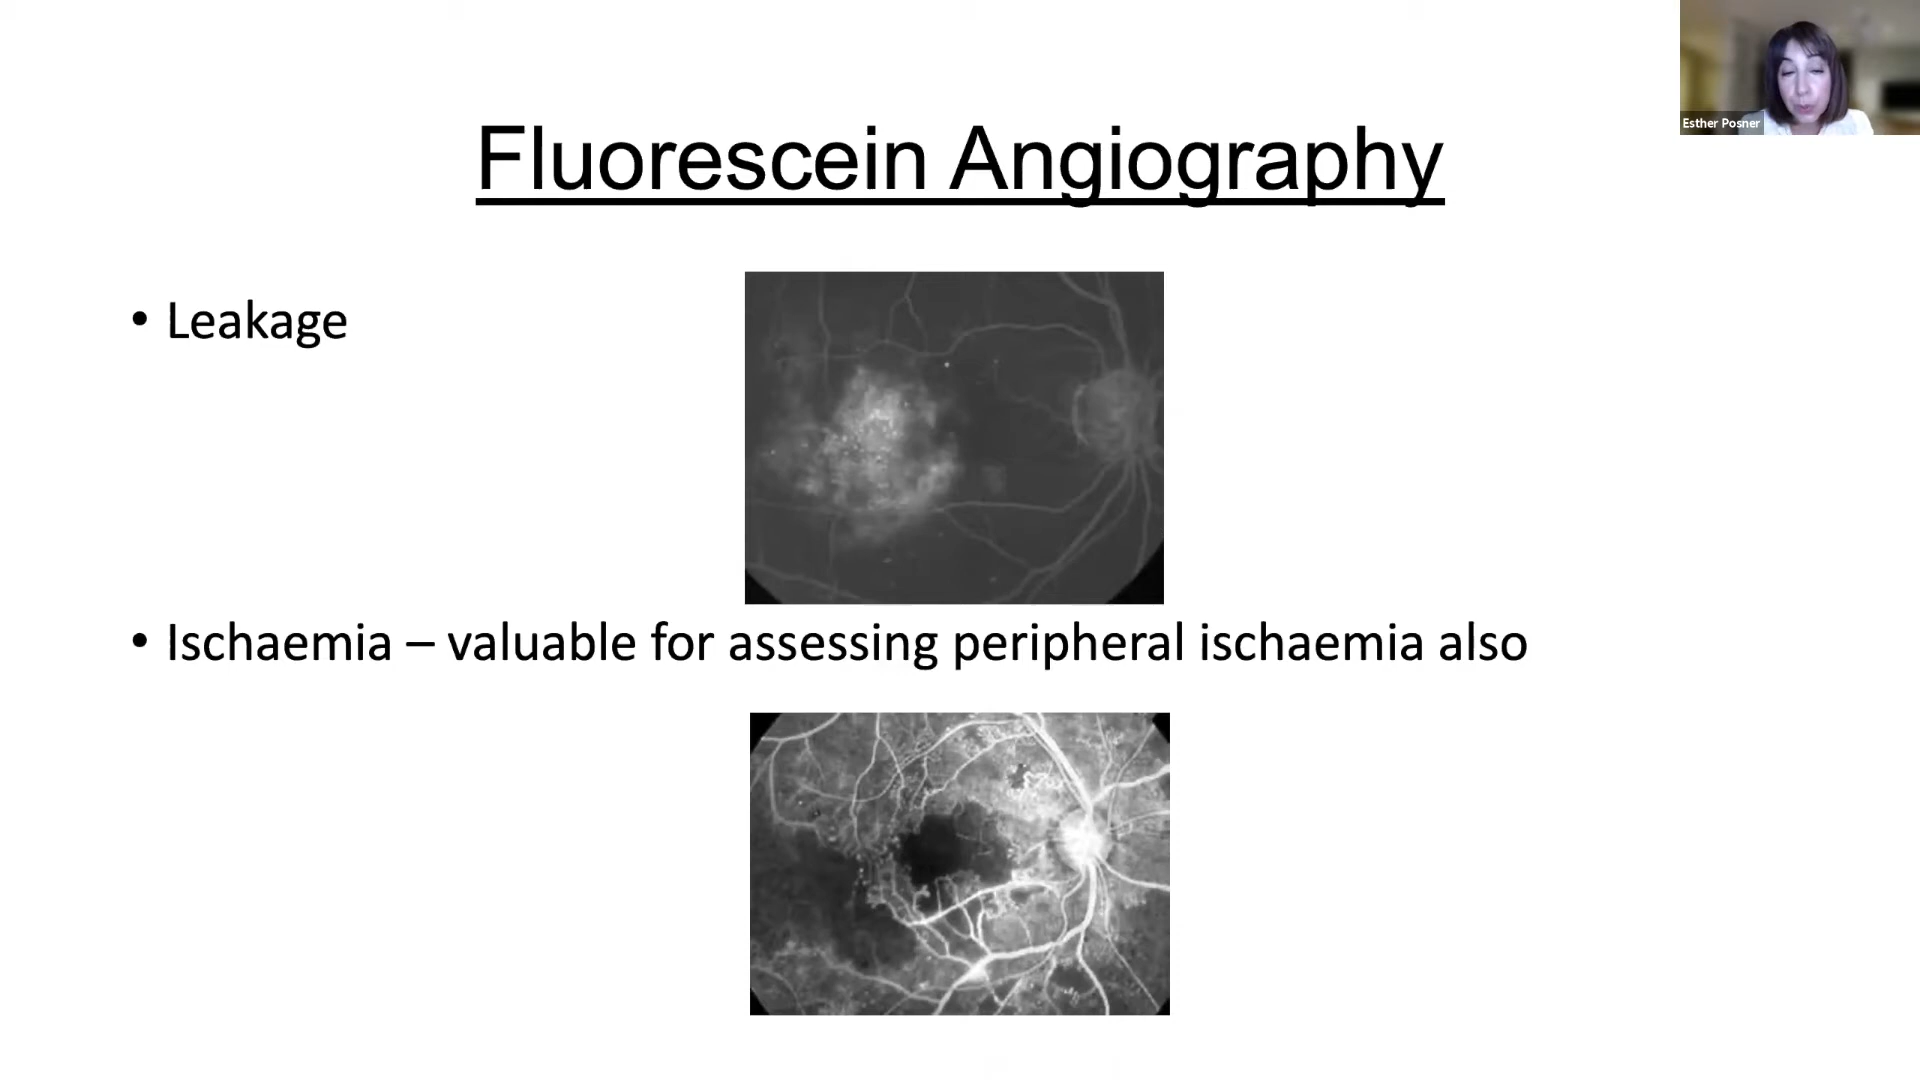 Esther Posner
Fluorescein Angiography
• Leakage
• Ischaemia – valuable for assessing peripheral ischaemia also